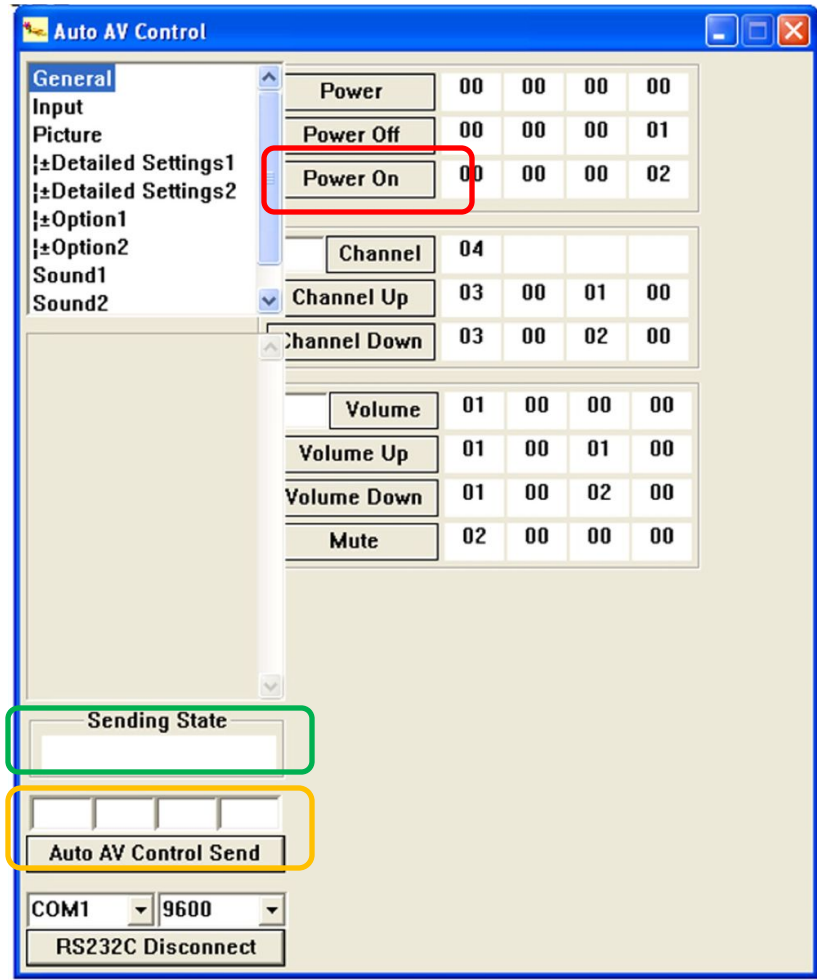 Auto AV Control
General
Input
Picture
¦±Detailed Settings1
¦±Detailed Settings2
¦±Option1
¦±Option2
Sound1
Sound2
Power 00 00 00 00
Power Off 00 00 00 01
Power On 00 00 00 02
Channel 04
Channel Up 03 00 01 00
Channel Down 03 00 02 00
Volume 01 00 00 00
Volume Up 01 00 01 00
Volume Down 01 00 02 00
Mute 02 00 00 00
Sending State
Auto AV Control Send
COM1 9600
RS232C Disconnect